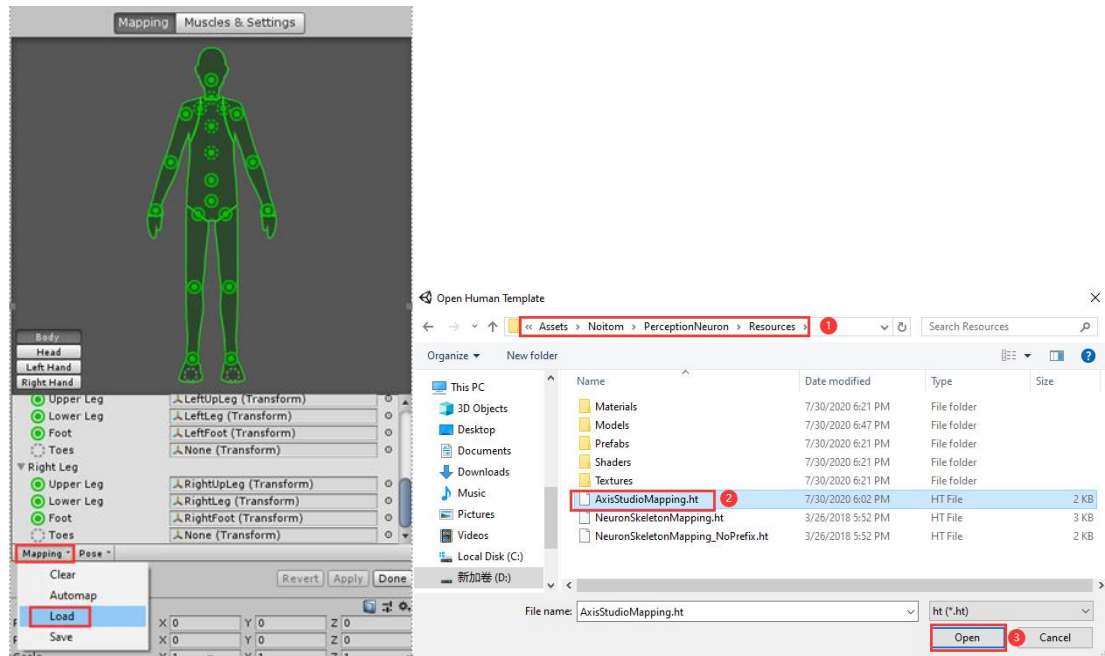 Mapping Muscles & Settings
Body
Head
Left Hand
Right Hand
Upper Leg LeftUpLeg (Transform)
Lower Leg LeftLeg (Transform)
Foot LeftFoot (Transform)
Toes None (Transform)
Right Leg
Upper Leg RightUpLeg (Transform)
Lower Leg RightLeg (Transform)
Foot RightFoot (Transform)
Toes None (Transform)
Mapping Pose
Clear
Automap
Load
Save
Revert Apply Done
X 0 Y 0 Z 0
X 0 Y 0 Z 0
Open Human Template
« Assets › Noitom › PerceptionNeuron › Resources › 1 Search Resources
Organize New folder
This PC
3D Objects
Desktop
Documents
Downloads
Music
Pictures
Videos
Local Disk (C:)
新加卷 (D:)
Name Date modified Type Size
Materials 7/30/2020 6:21 PM File folder
Models 7/30/2020 6:47 PM File folder
Prefabs 7/30/2020 6:21 PM File folder
Shaders 7/30/2020 6:21 PM File folder
Textures 7/30/2020 6:21 PM File folder
AxisStudioMapping.ht 2 7/30/2020 6:02 PM HT File 2 KB
NeuronSkeletonMapping.ht 3/26/2018 5:52 PM HT File 3 KB
NeuronSkeletonMapping_NoPrefix.ht 3/26/2018 5:52 PM HT File 2 KB
File name: AxisStudioMapping.ht ht (*.ht)
Open 3 Cancel